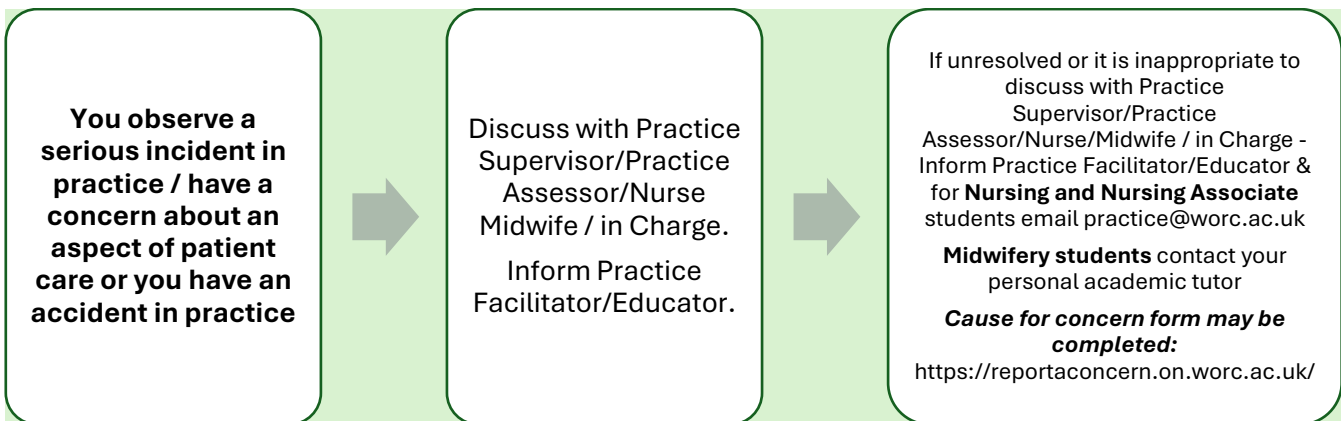 You observe a
serious incident in
practice / have a
concern about an
aspect of patient
care or you have an
accident in practice
Discuss with Practice
Supervisor/Practice
Assessor/Nurse
Midwife / in Charge.
Inform Practice
Facilitator/Educator.
If unresolved or it is inappropriate to
discuss with Practice
Supervisor/Practice
Assessor/Nurse/Midwife / in Charge -
Inform Practice Facilitator/Educator &
for Nursing and Nursing Associate
students email practice@worc.ac.uk
Midwifery students contact your
personal academic tutor
Cause for concern form may be
completed:
https://reportaconcern.on.worc.ac.uk/